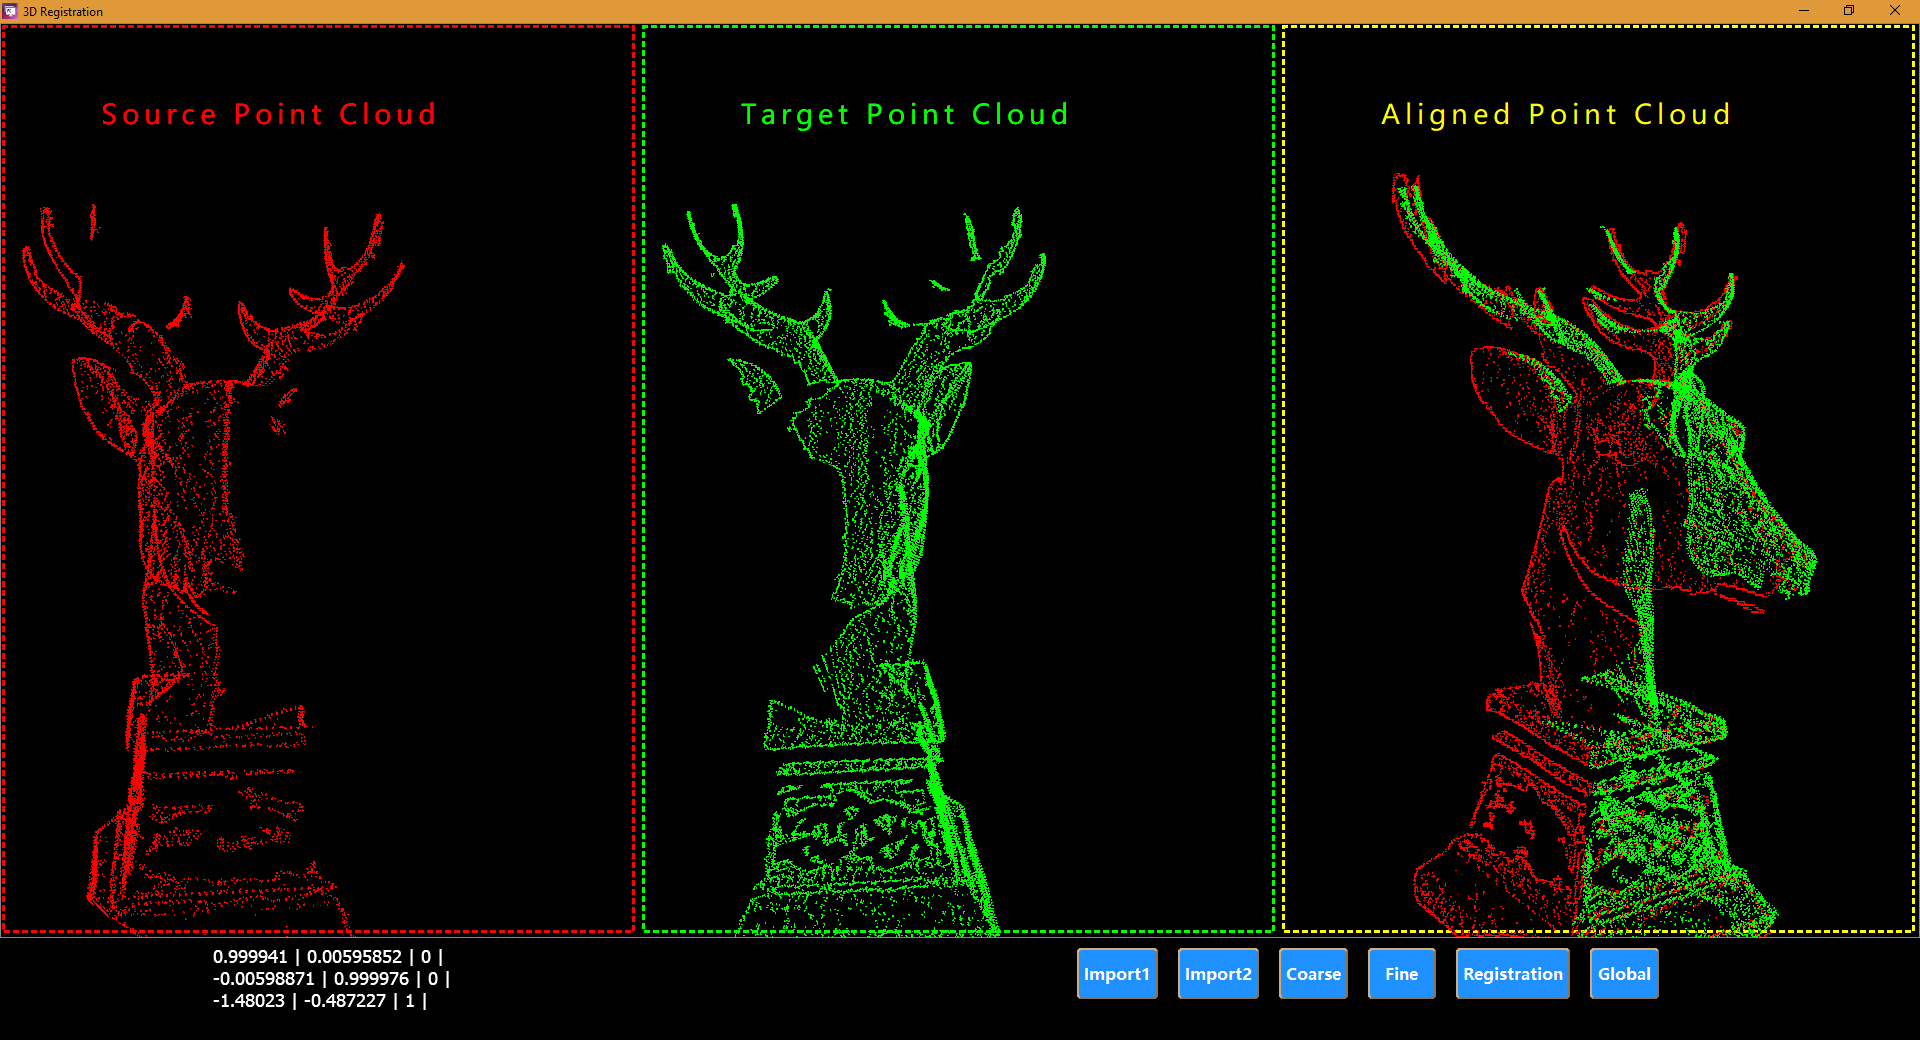 3D Registration
Source Point Cloud
Target Point Cloud
Aligned Point Cloud
0.999941 | 0.00595852 | 0 |
-0.00598871 | 0.999976 | 0 |
-1.48023 | -0.487227 | 1 |
Import1
Import2
Coarse
Fine
Registration
Global